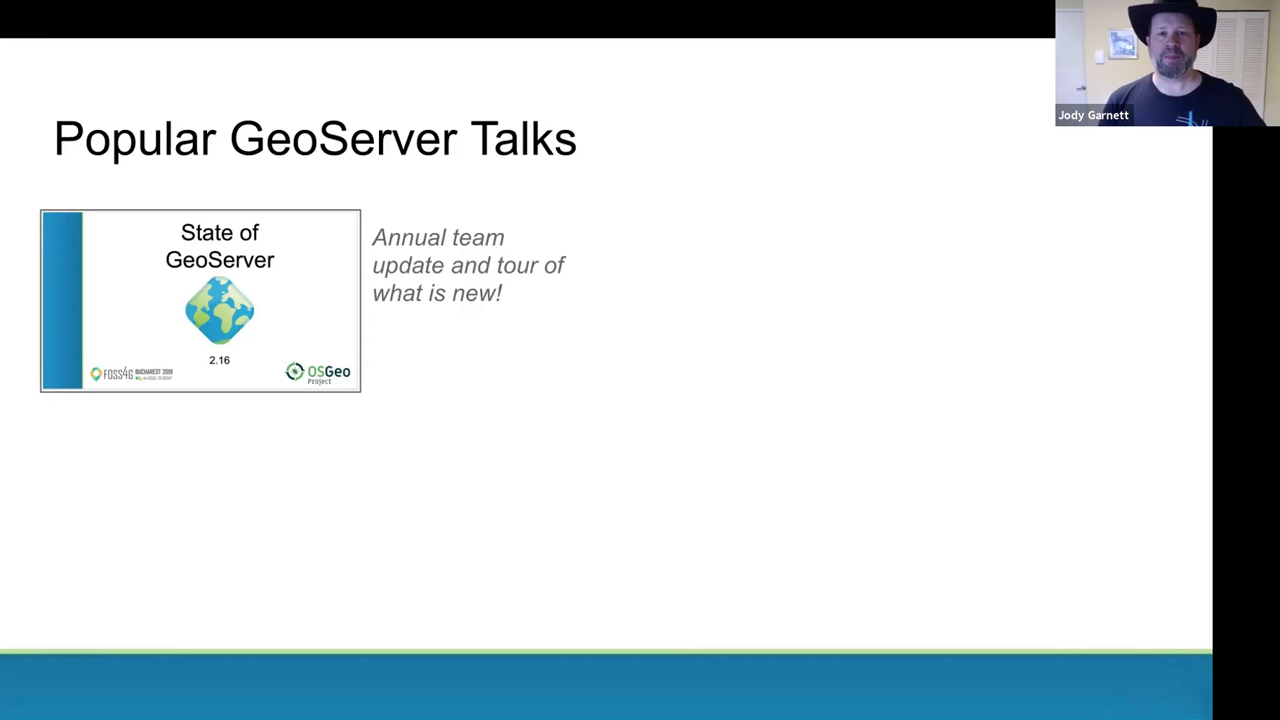 Jody Garnett
Popular GeoServer Talks
State of
GeoServer
2.16
FOSS4G BUCHAREST 2019
OSGeo
Project
Annual team
update and tour of
what is new!